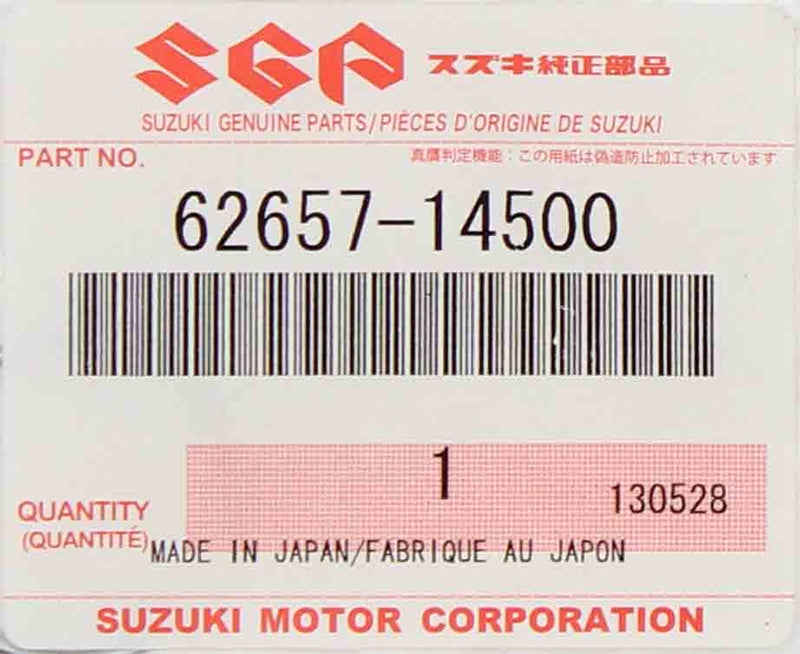 SGP スズキ純正部品
SUZUKI GENUINE PARTS/PIÈCES D'ORIGINE DE SUZUKI
PART NO. 真贋判定機能：この用紙は偽造防止加工されています
62657-14500
1
130528
QUANTITY
(QUANTITÉ)
MADE IN JAPAN/FABRIQUE AU JAPON
SUZUKI MOTOR CORPORATION